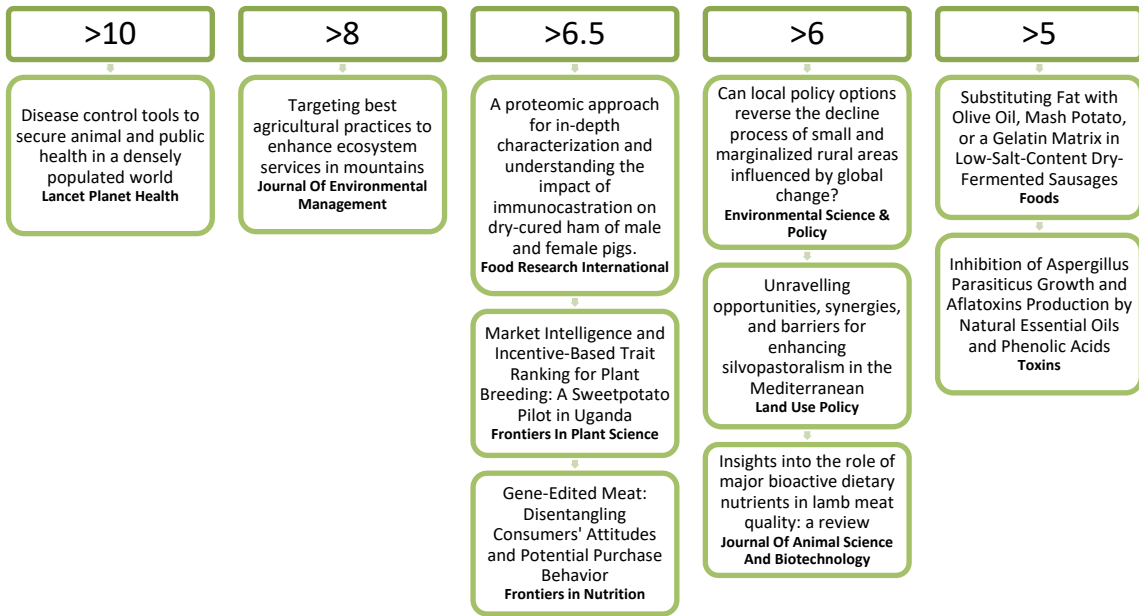 >10
Disease control tools to
secure animal and public
health in a densely
populated world
Lancet Planet Health
>8
Targeting best
agricultural practices to
enhance ecosystem
services in mountains
Journal Of Environmental
Management
>6.5
A proteomic approach
for in-depth
characterization and
understanding the
impact of
immunocastration on
dry-cured ham of male
and female pigs.
Food Research International
Market Intelligence and
Incentive-Based Trait
Ranking for Plant
Breeding: A Sweetpotato
Pilot in Uganda
Frontiers In Plant Science
Gene-Edited Meat:
Disentangling
Consumers' Attitudes
and Potential Purchase
Behavior
Frontiers in Nutrition
>6
Can local policy options
reverse the decline
process of small and
marginalized rural areas
influenced by global
change?
Environmental Science &
Policy
Unravelling
opportunities, synergies,
and barriers for
enhancing
silvopastoralism in the
Mediterranean
Land Use Policy
Insights into the role of
major bioactive dietary
nutrients in lamb meat
quality: a review
Journal Of Animal Science
And Biotechnology
>5
Substituting Fat with
Olive Oil, Mash Potato,
or a Gelatin Matrix in
Low-Salt-Content Dry-
Fermented Sausages
Foods
Inhibition of Aspergillus
Parasiticus Growth and
Aflatoxins Production by
Natural Essential Oils
and Phenolic Acids
Toxins